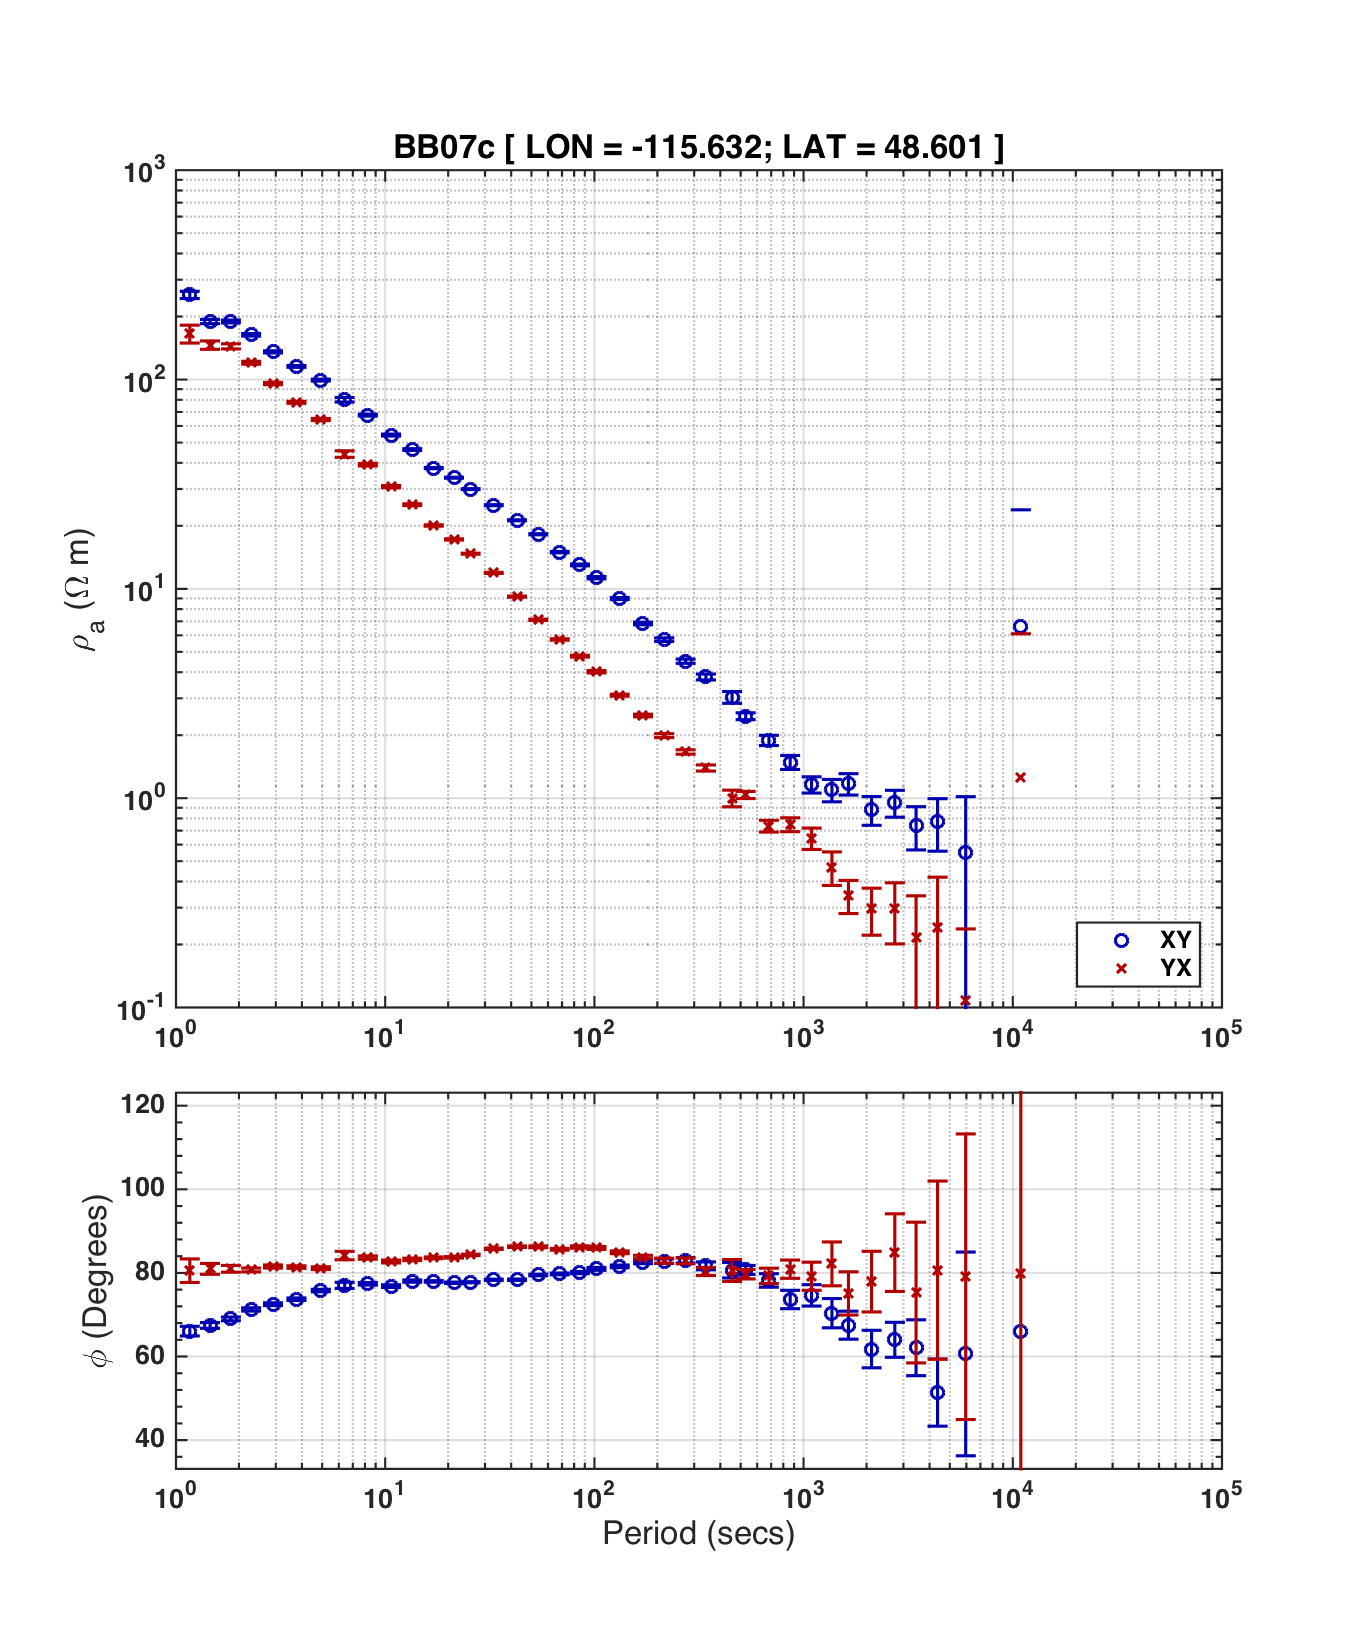 BB07c [ LON = -115.632; LAT = 48.601 ]
10³
10²
10¹
10⁰
10⁻¹
ρₐ (Ω m)
XY
YX
10⁰ 10¹ 10² 10³ 10⁴ 10⁵
120
100
80
60
40
ϕ (Degrees)
10⁰ 10¹ 10² 10³ 10⁴ 10⁵
Period (secs)